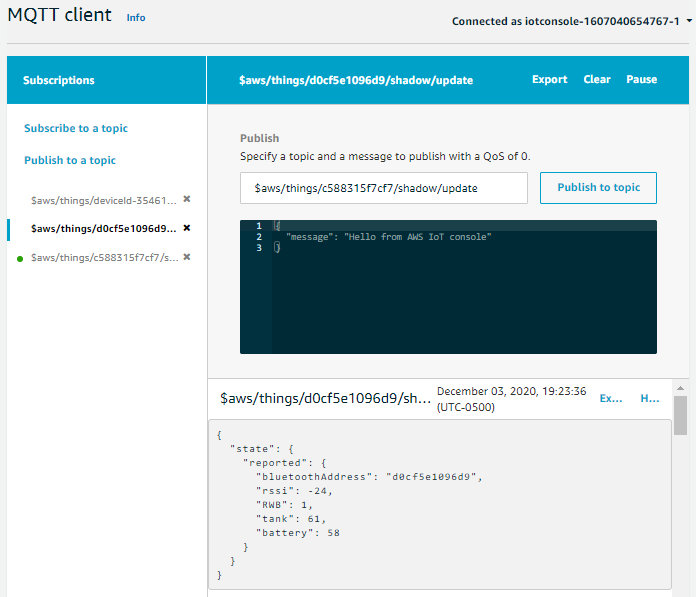 MQTT client Info
Connected as iotconsole-1607040654767-1
Subscriptions
Subscribe to a topic
Publish to a topic
$aws/things/deviceId-35461...
$aws/things/d0cf5e1096d9...
$aws/things/c588315f7cf7/s...
$aws/things/d0cf5e1096d9/shadow/update
Export Clear Pause
Publish
Specify a topic and a message to publish with a QoS of 0.
$aws/things/c588315f7cf7/shadow/update
Publish to topic
1 {
2 "message": "Hello from AWS IoT console"
3 }
$aws/things/d0cf5e1096d9/sh...
December 03, 2020, 19:23:36
(UTC-0500)
Ex... H...
{
"state": {
"reported": {
"bluetoothAddress": "d0cf5e1096d9",
"rssi": -24,
"RWB": 1,
"tank": 61,
"battery": 58
}
}
}